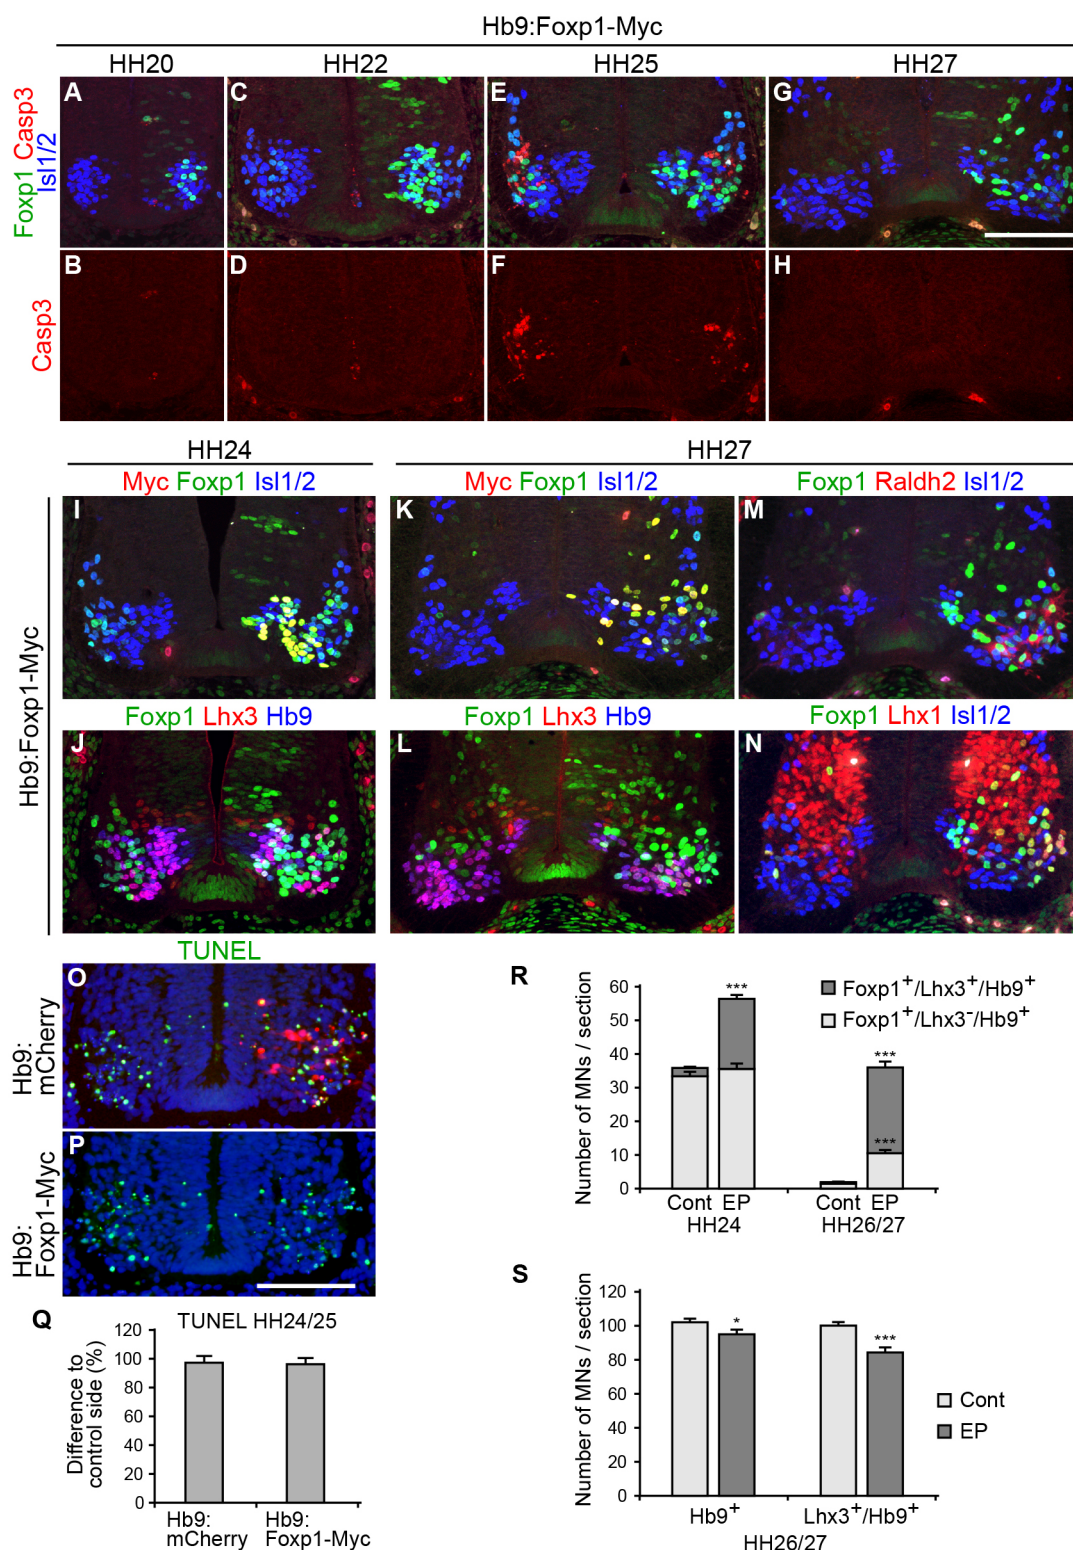 Hb9:Foxp1-Myc
HH20 HH22 HH25 HH27
Foxp1 Casp3
Isl1/2
A C E G
Casp3
B D F H
HH24 HH27
Myc Foxp1 Isl1/2 Myc Foxp1 Isl1/2 Foxp1 Raldh2 Isl1/2
Hb9:Foxp1-Myc
I K M
Foxp1 Lhx3 Hb9 Foxp1 Lhx3 Hb9 Foxp1 Lhx1 Isl1/2
J L N
TUNEL
Hb9:
mCherry
O
Hb9:
Foxp1-Myc
P
Q
TUNEL HH24/25
Difference to
control side (%)
120
100
80
60
40
20
0
Hb9:
mCherry
Hb9:
Foxp1-Myc
R
Number of MNs / section
60
50
40
30
20
10
0
***
***
***
Foxp1+/Lhx3+/Hb9+
Foxp1+/Lhx3-/Hb9+
Cont EP Cont EP
HH24 HH26/27
S
Number of MNs / section
120
100
80
60
40
20
0
*
***
Cont
EP
Hb9+ Lhx3+/Hb9+
HH26/27